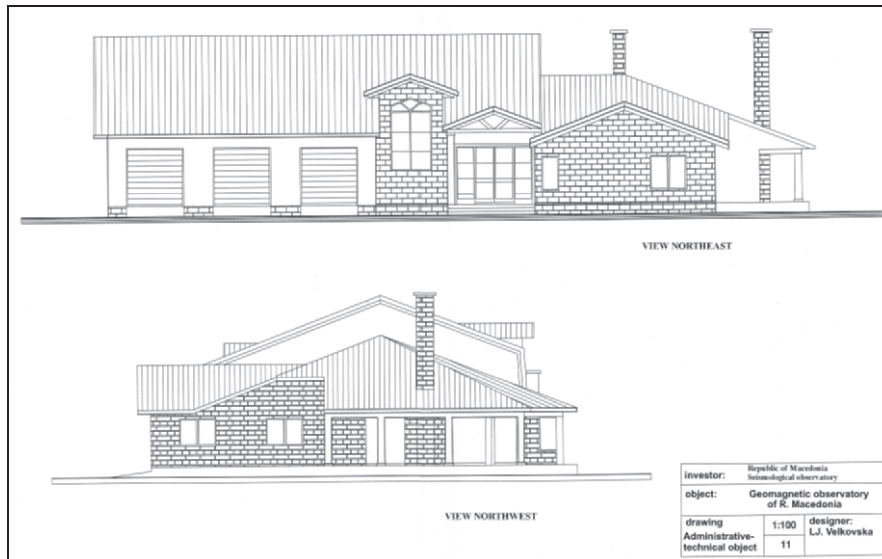 VIEW NORTHEAST
VIEW NORTHWEST
investor: Republic of Macedonia
Seismological observatory
object: Geomagnetic observatory
of R. Macedonia
drawing 1:100 designer:
LJ. Velkovska
Administrative-
technical object 11